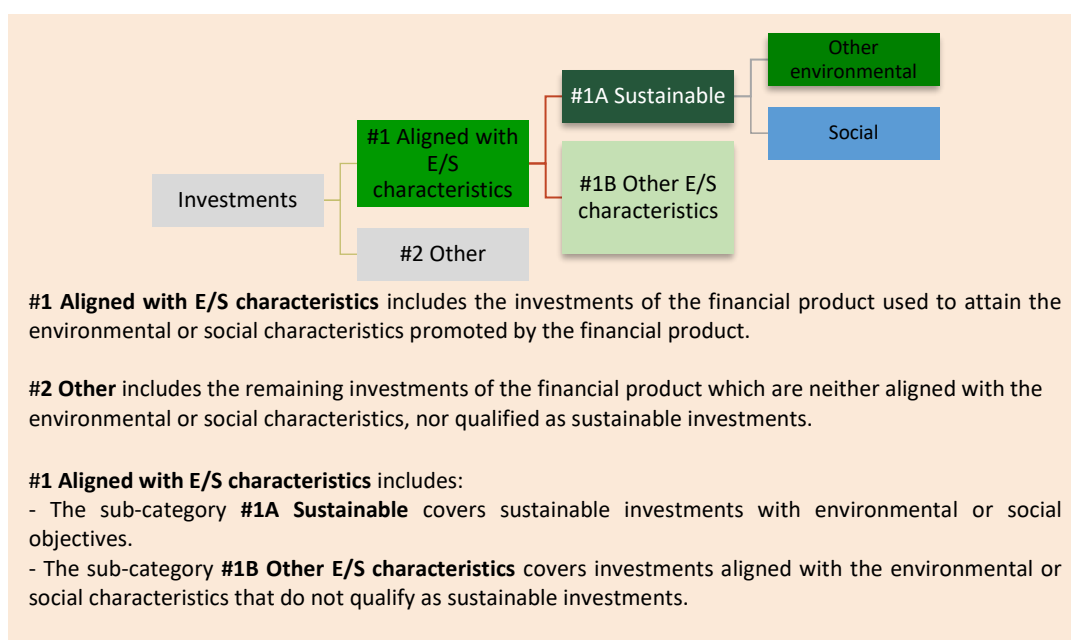 Other
environmental
#1A Sustainable
#1 Aligned with
E/S
characteristics
Social
Investments
#1B Other E/S
characteristics
#2 Other
#1 Aligned with E/S characteristics includes the investments of the financial product used to attain the
environmental or social characteristics promoted by the financial product.
#2 Other includes the remaining investments of the financial product which are neither aligned with the
environmental or social characteristics, nor qualified as sustainable investments.
#1 Aligned with E/S characteristics includes:
- The sub-category #1A Sustainable covers sustainable investments with environmental or social
objectives.
- The sub-category #1B Other E/S characteristics covers investments aligned with the environmental or
social characteristics that do not qualify as sustainable investments.